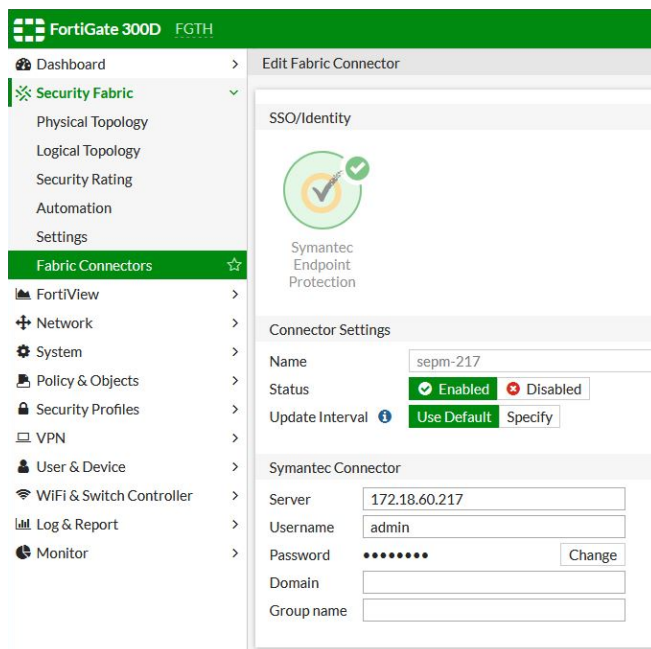 FortiGate 300D FGTH
Dashboard
Security Fabric
Physical Topology
Logical Topology
Security Rating
Automation
Settings
Fabric Connectors
FortiView
Network
System
Policy & Objects
Security Profiles
VPN
User & Device
WiFi & Switch Controller
Log & Report
Monitor
Edit Fabric Connector
SSO/Identity
Symantec
Endpoint
Protection
Connector Settings
Name sepm-217
Status Enabled Disabled
Update Interval Use Default Specify
Symantec Connector
Server 172.18.60.217
Username admin
Password •••••••• Change
Domain
Group name